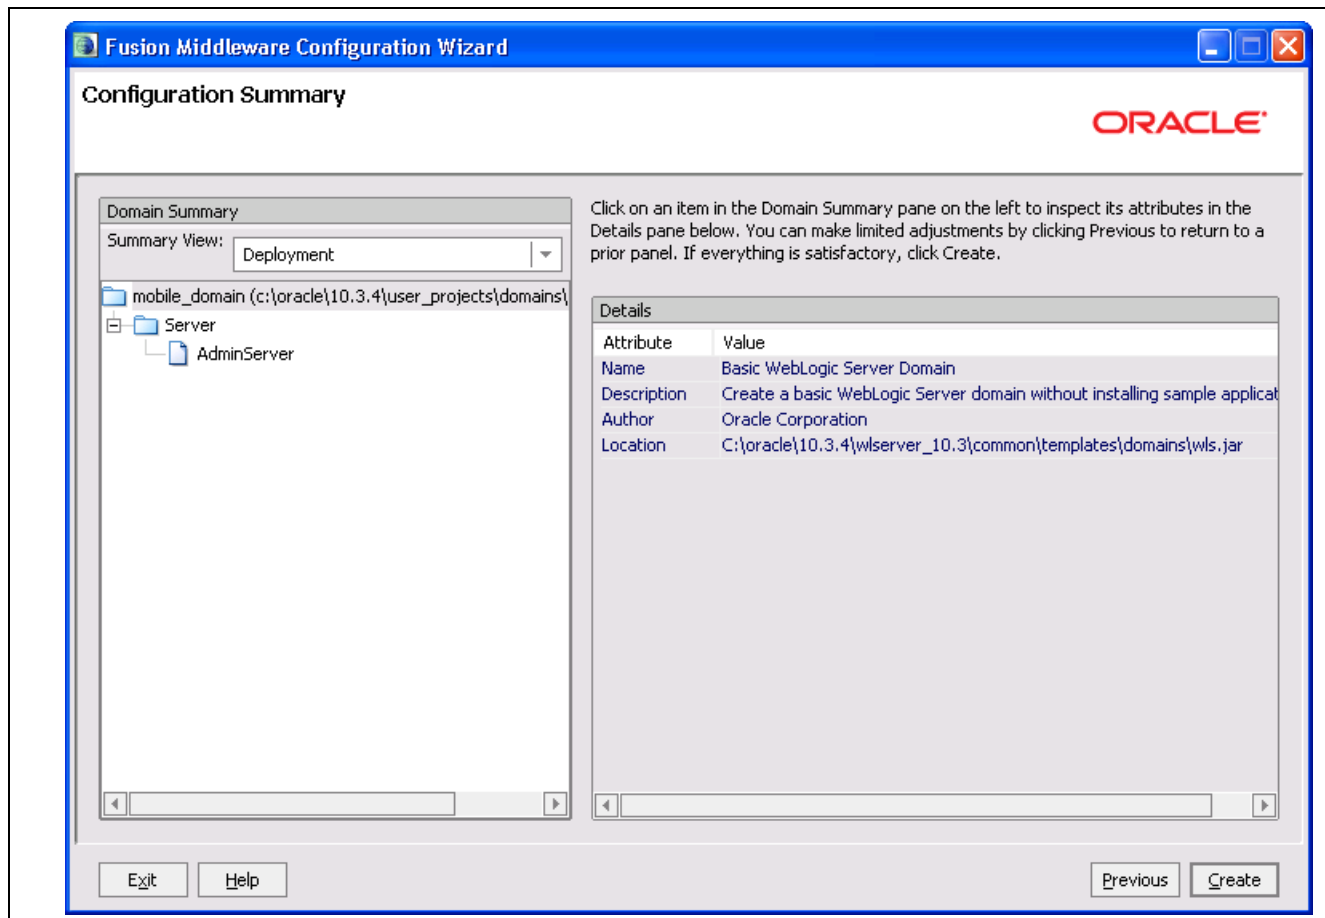 Fusion Middleware Configuration Wizard
Configuration Summary
ORACLE
Domain Summary
Summary View:
Deployment
mobile_domain (c:\oracle\10.3.4\user_projects\domains\
Server
AdminServer
Click on an item in the Domain Summary pane on the left to inspect its attributes in the
Details pane below. You can make limited adjustments by clicking Previous to return to a
prior panel. If everything is satisfactory, click Create.
Details
Attribute Value
Name Basic WebLogic Server Domain
Description Create a basic WebLogic Server domain without installing sample applicat
Author Oracle Corporation
Location C:\oracle\10.3.4\wlserver_10.3\common\templates\domains\wls.jar
Exit Help Previous Create